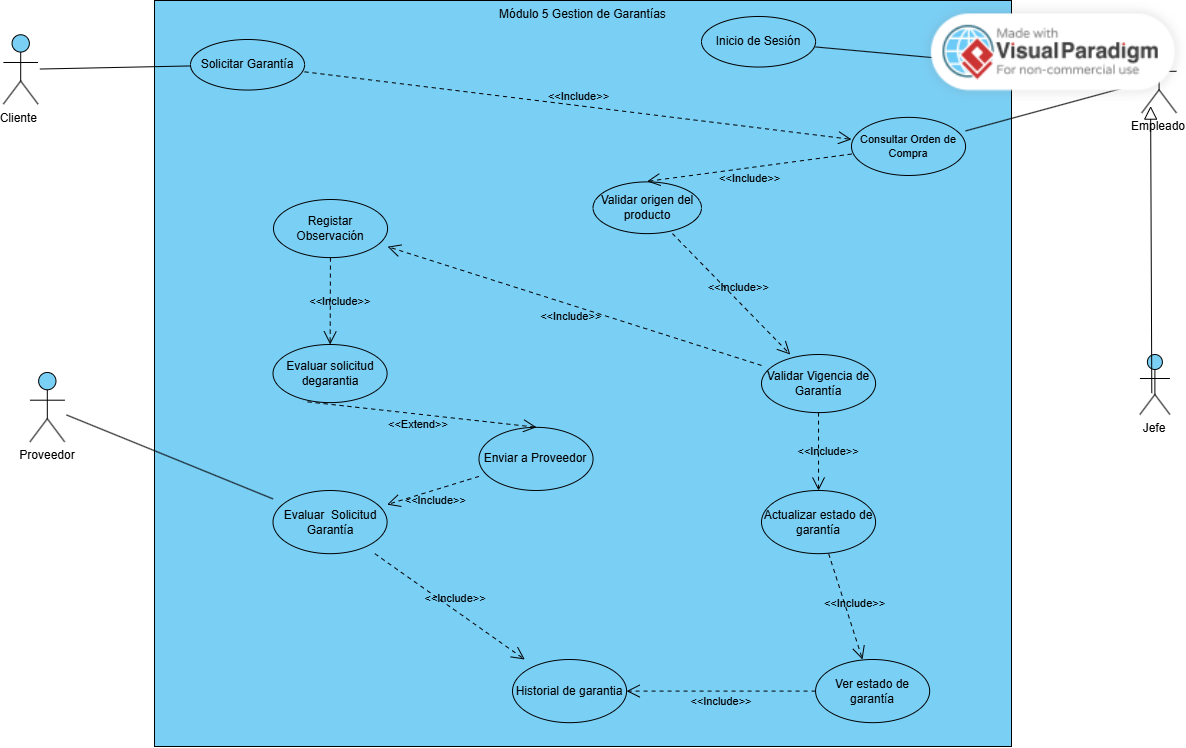 Módulo 5 Gestion de Garantías
Made with
VisualParadigm
For non-commercial use
Inicio de Sesión
Solicitar Garantía
Cliente
<<Include>>
Empleado
Consultar Orden de
Compra
<<Include>>
Validar origen del
producto
Registar
Observación
<<Include>>
<<Include>>
<<Include>>
Evaluar solicitud
degarantia
Validar Vigencia de
Garantía
Jefe
<<Extend>>
Proveedor
Enviar a Proveedor
<<Include>>
<<Include>>
Evaluar  Solicitud
Garantía
Actualizar estado de
garantía
<<Include>>
<<Include>>
Historial de garantia
Ver estado de
garantía
<<Include>>